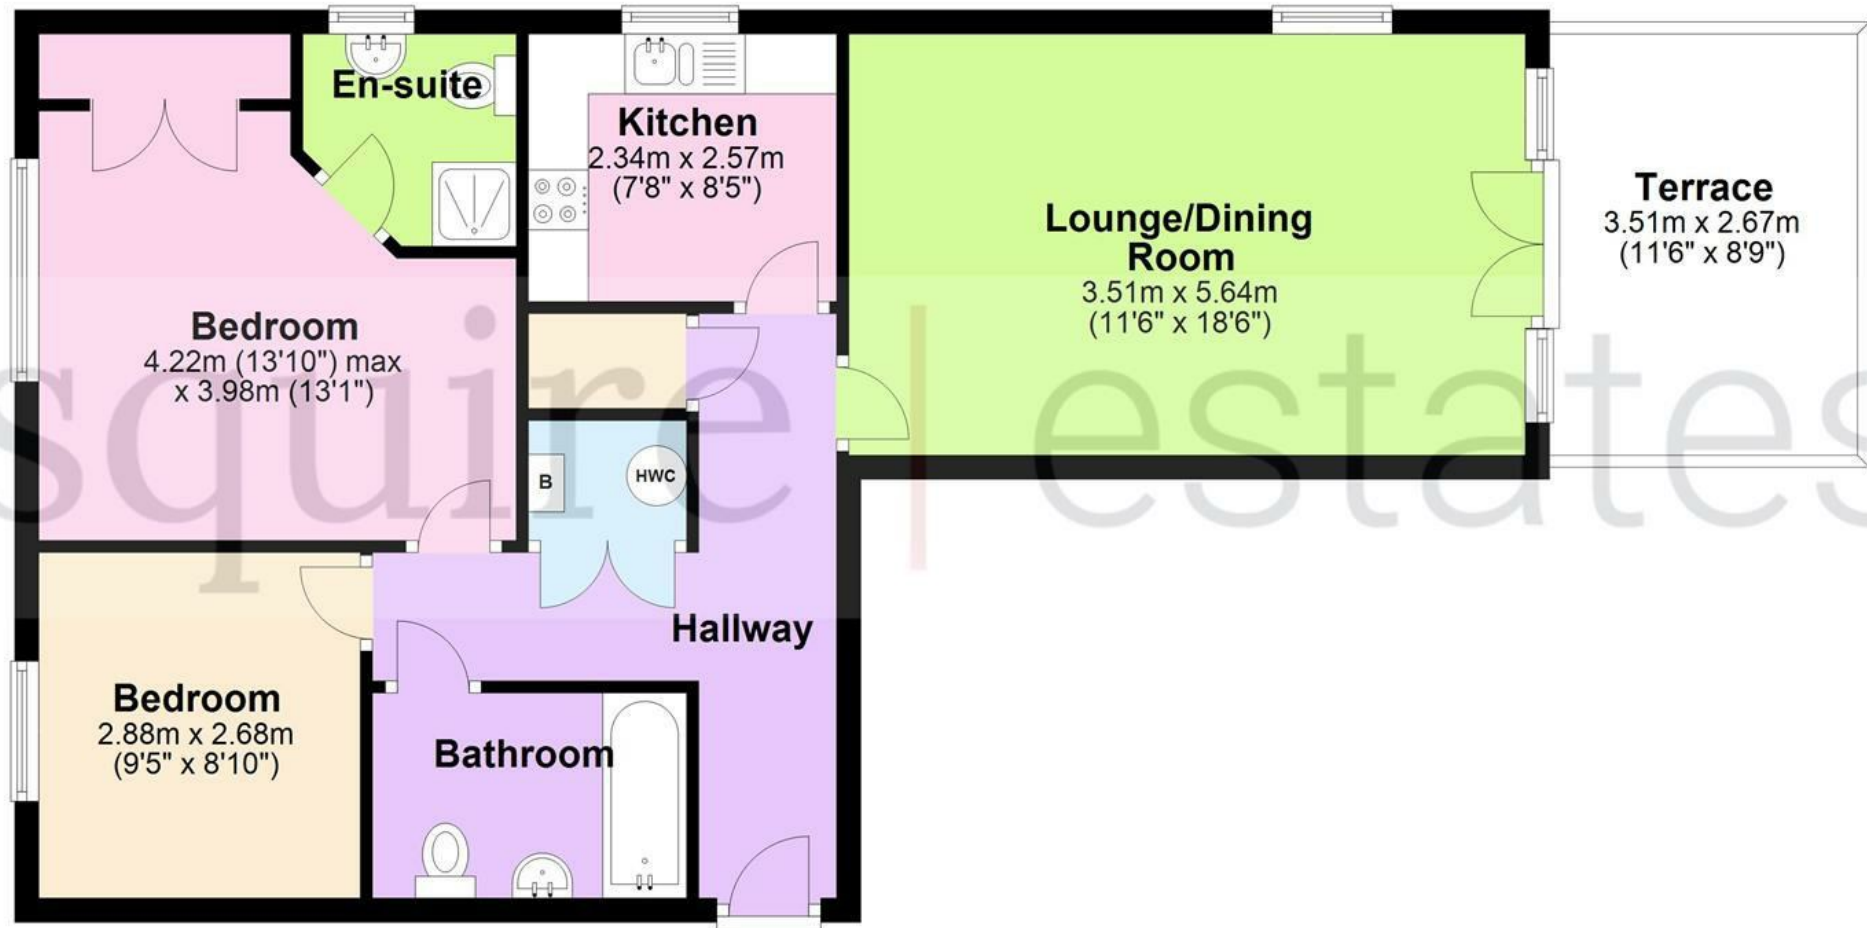 En-suite
Kitchen
2.34m x 2.57m
(7'8" x 8'5")
Terrace
3.51m x 2.67m
(11'6" x 8'9")
Lounge/Dining
Room
3.51m x 5.64m
(11'6" x 18'6")
Bedroom
4.22m (13'10") max
x 3.98m (13'1")
squire | estates
B
HWC
Hallway
Bedroom
2.88m x 2.68m
(9'5" x 8'10")
Bathroom